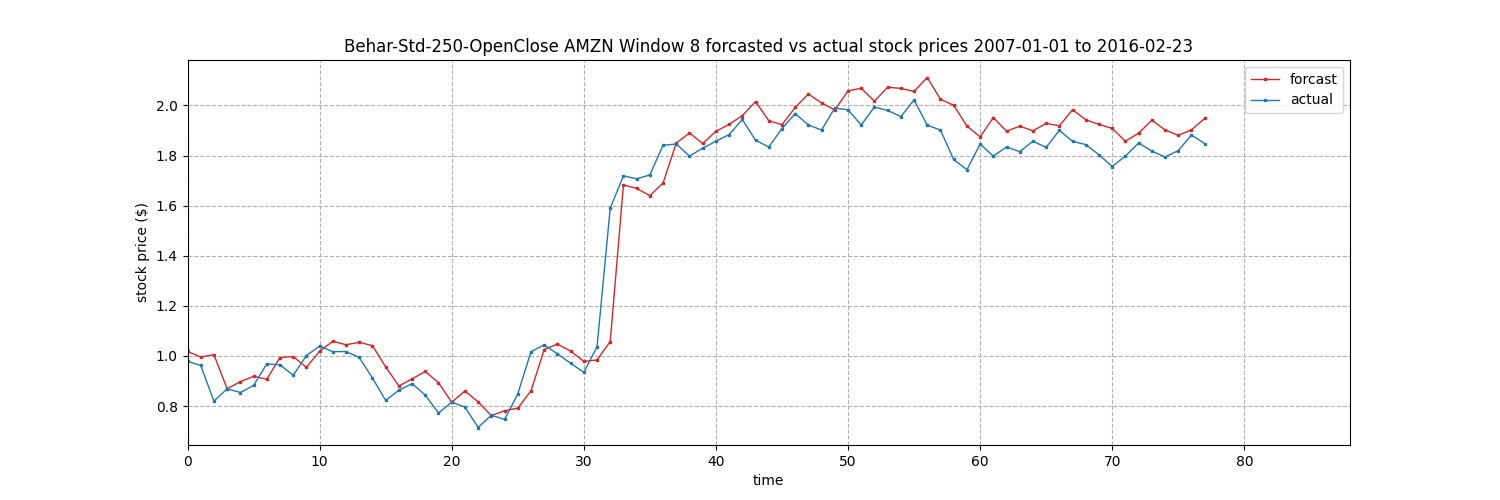 Behar-Std-250-OpenClose AMZN Window 8 forcasted vs actual stock prices 2007-01-01 to 2016-02-23
forcast
actual
stock price ($)
2.0
1.8
1.6
1.4
1.2
1.0
0.8
0 10 20 30 40 50 60 70 80
time